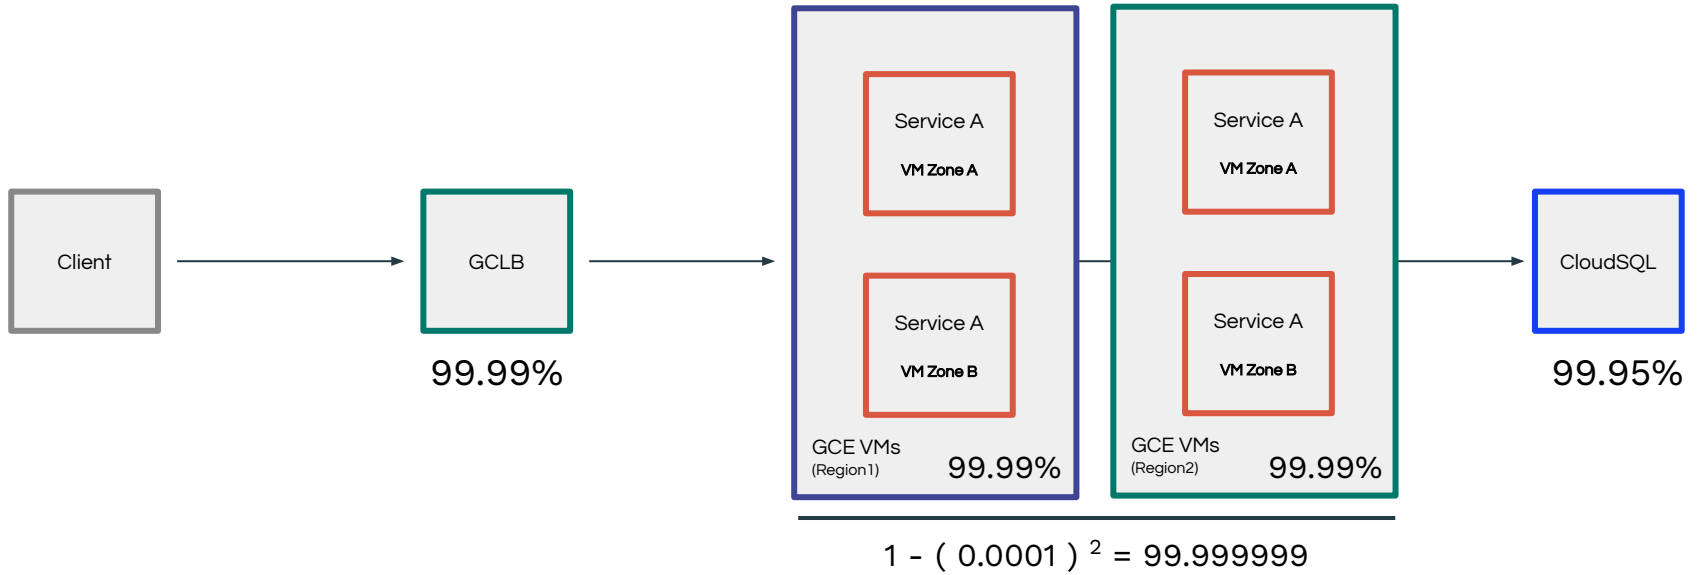 Client
GCLB
99.99%
Service A
VM Zone A
Service A
VM Zone B
GCE VMs
(Region1)
99.99%
Service A
VM Zone A
Service A
VM Zone B
GCE VMs
(Region2)
99.99%
1 - ( 0.0001 ) ² = 99.999999
CloudSQL
99.95%